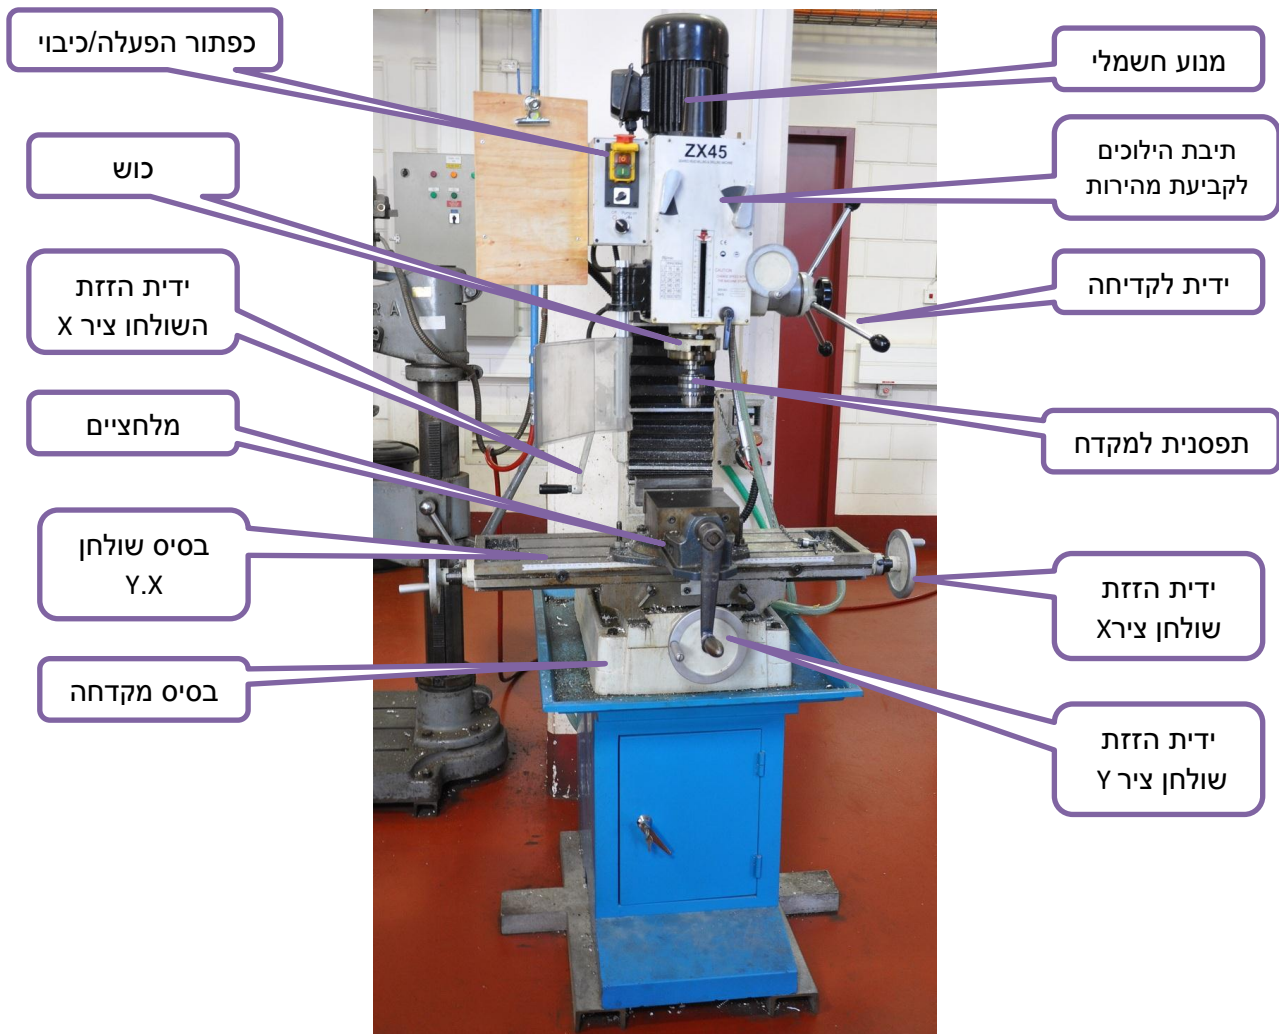 כפתור הפעלה/כיבוי
כוש
ידית הזזת
השולחן ציר X
מלחציים
בסיס שולחן
Y.X
בסיס מקדחה
מנוע חשמלי
תיבת הילוכים
לקביעת מהירות
ידית לקדיחה
תפסנית למקדח
ידית הזזת
שולחן צירX
ידית הזזת
שולחן ציר Y
ZX45